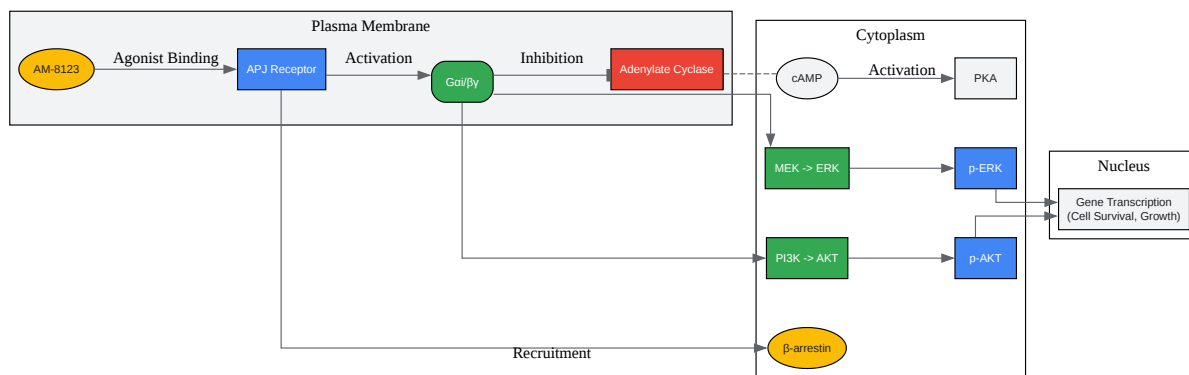 Plasma Membrane
AM-8123
Agonist Binding
APJ Receptor
Activation
Gαi/βγ
Inhibition
Adenylate Cyclase
Cytoplasm
cAMP
Activation
PKA
MEK -> ERK
p-ERK
PI3K -> AKT
p-AKT
Recruitment
β-arrestin
Nucleus
Gene Transcription
(Cell Survival, Growth)